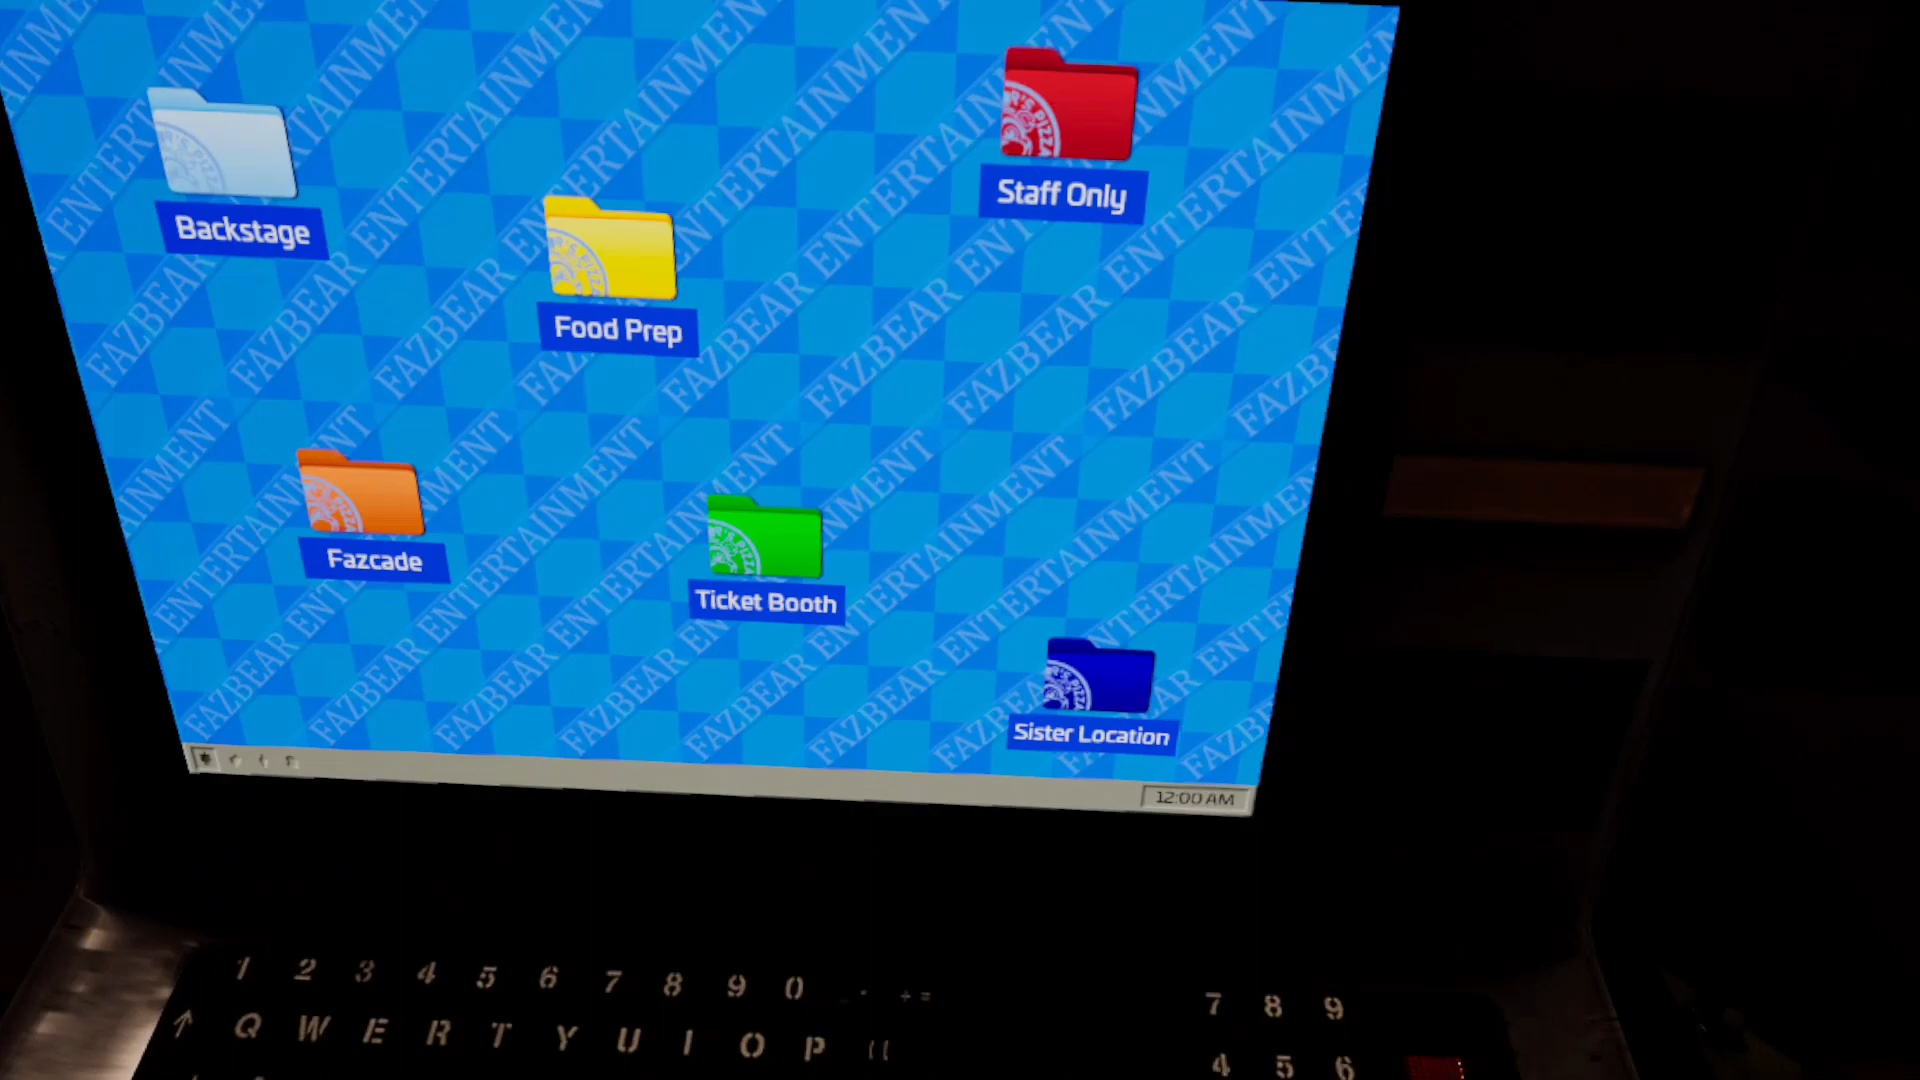 Backstage
Staff Only
Food Prep
Fazcade
Ticket Booth
Sister Location
FAZBEAR ENTERTAINMENT
12:00 AM
1 2 3 4 5 6 7 8 9 0 - + =
7 8 9
Q W E R T Y U I O P
4 5 6